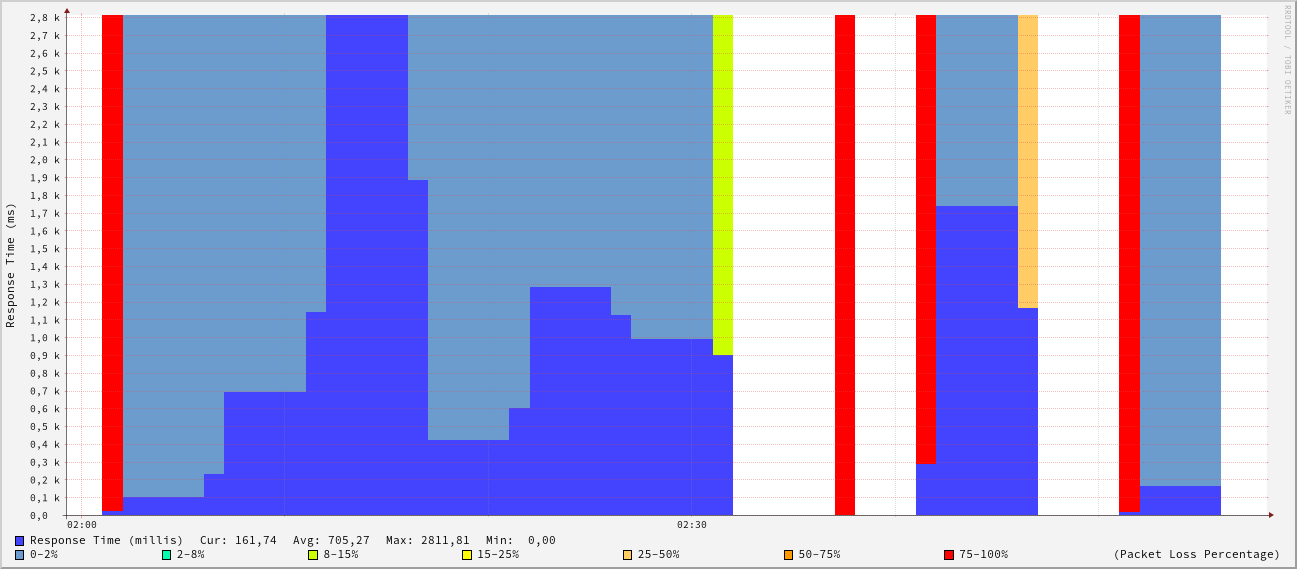 RRDTOOL / TOBI OETIKER
Response Time (ms)
2,8 k
2,7 k
2,6 k
2,5 k
2,4 k
2,3 k
2,2 k
2,1 k
2,0 k
1,9 k
1,8 k
1,7 k
1,6 k
1,5 k
1,4 k
1,3 k
1,2 k
1,1 k
1,0 k
0,9 k
0,8 k
0,7 k
0,6 k
0,5 k
0,4 k
0,3 k
0,2 k
0,1 k
0,0
02:00 02:30
Response Time (millis) Cur: 161,74 Avg: 705,27 Max: 2811,81 Min: 0,00
0-2% 2-8% 8-15% 15-25% 25-50% 50-75% 75-100% (Packet Loss Percentage)